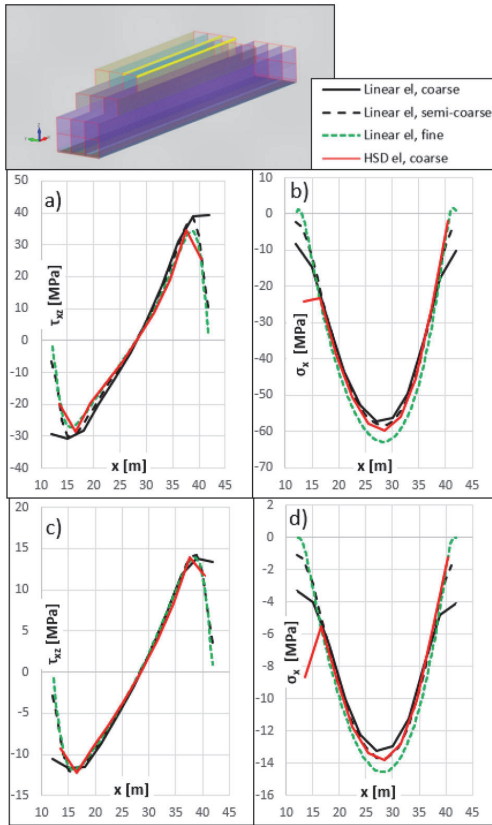 Linear el, coarse
Linear el, semi-coarse
Linear el, fine
HSD el, coarse
a)
50
40
30
20
10
0
-10
-20
-30
40
τxz [MPa]
10 15 20 25 30 35 40 45
x [m]
b)
10
0
-10
-20
-30
-40
-50
-60
-70
σx [MPa]
10 15 20 25 30 35 40 45
x [m]
c)
20
15
10
5
0
-5
-10
-15
τxz [MPa]
10 15 20 25 30 35 40 45
x [m]
d)
2
0
-2
-4
-6
-8
-10
-12
-14
16
σx [MPa]
10 15 20 25 30 35 40 45
x [m]